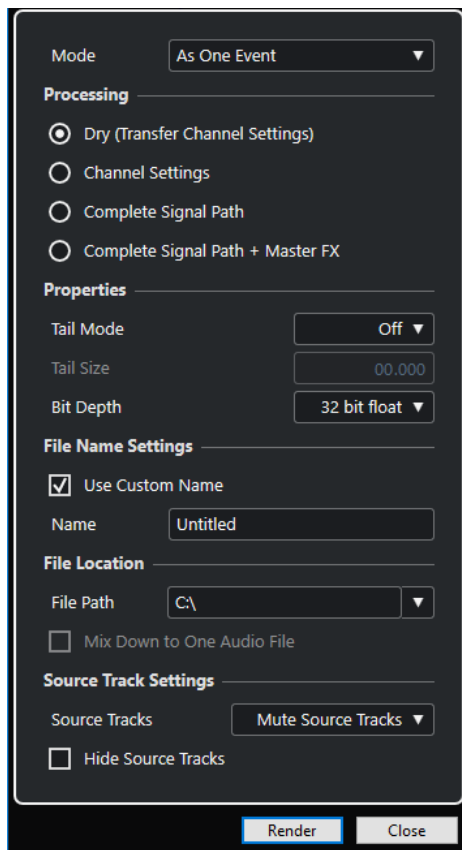 Mode As One Event
Processing
Dry (Transfer Channel Settings)
Channel Settings
Complete Signal Path
Complete Signal Path + Master FX
Properties
Tail Mode Off
Tail Size 00.000
Bit Depth 32 bit float
File Name Settings
Use Custom Name
Name Untitled
File Location
File Path C:\
Mix Down to One Audio File
Source Track Settings
Source Tracks Mute Source Tracks
Hide Source Tracks
Render Close